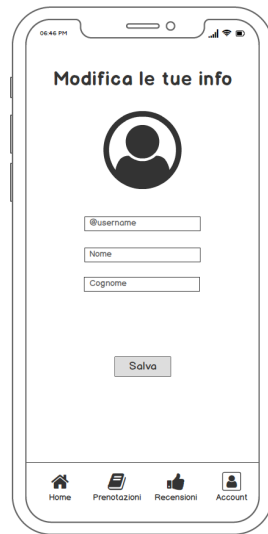 06:46 PM
Modifica le tue info
@username
Nome
Cognome
Salva
Home Prenotazioni Recensioni Account